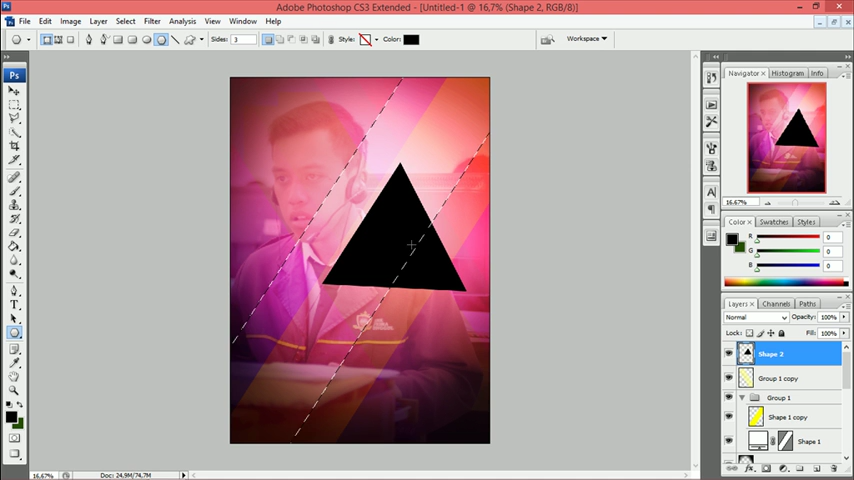 Adobe Photoshop CS3 Extended - [Untitled-1 @ 16,7% (Shape 2, RGB/8)]
File Edit Image Layer Select Filter Analysis View Window Help
Sides: 3 Style: Color: Workspace
Ps
Navigator Histogram Info
16.67%
Color Swatches Styles
R 0
G 0
B 0
Layers Channels Paths
Normal Opacity: 100%
Lock: Fill: 100%
Shape 2
Group 1 copy
Group 1
Shape 1 copy
Shape 1
16,67% Doc: 24,9M/74,7M